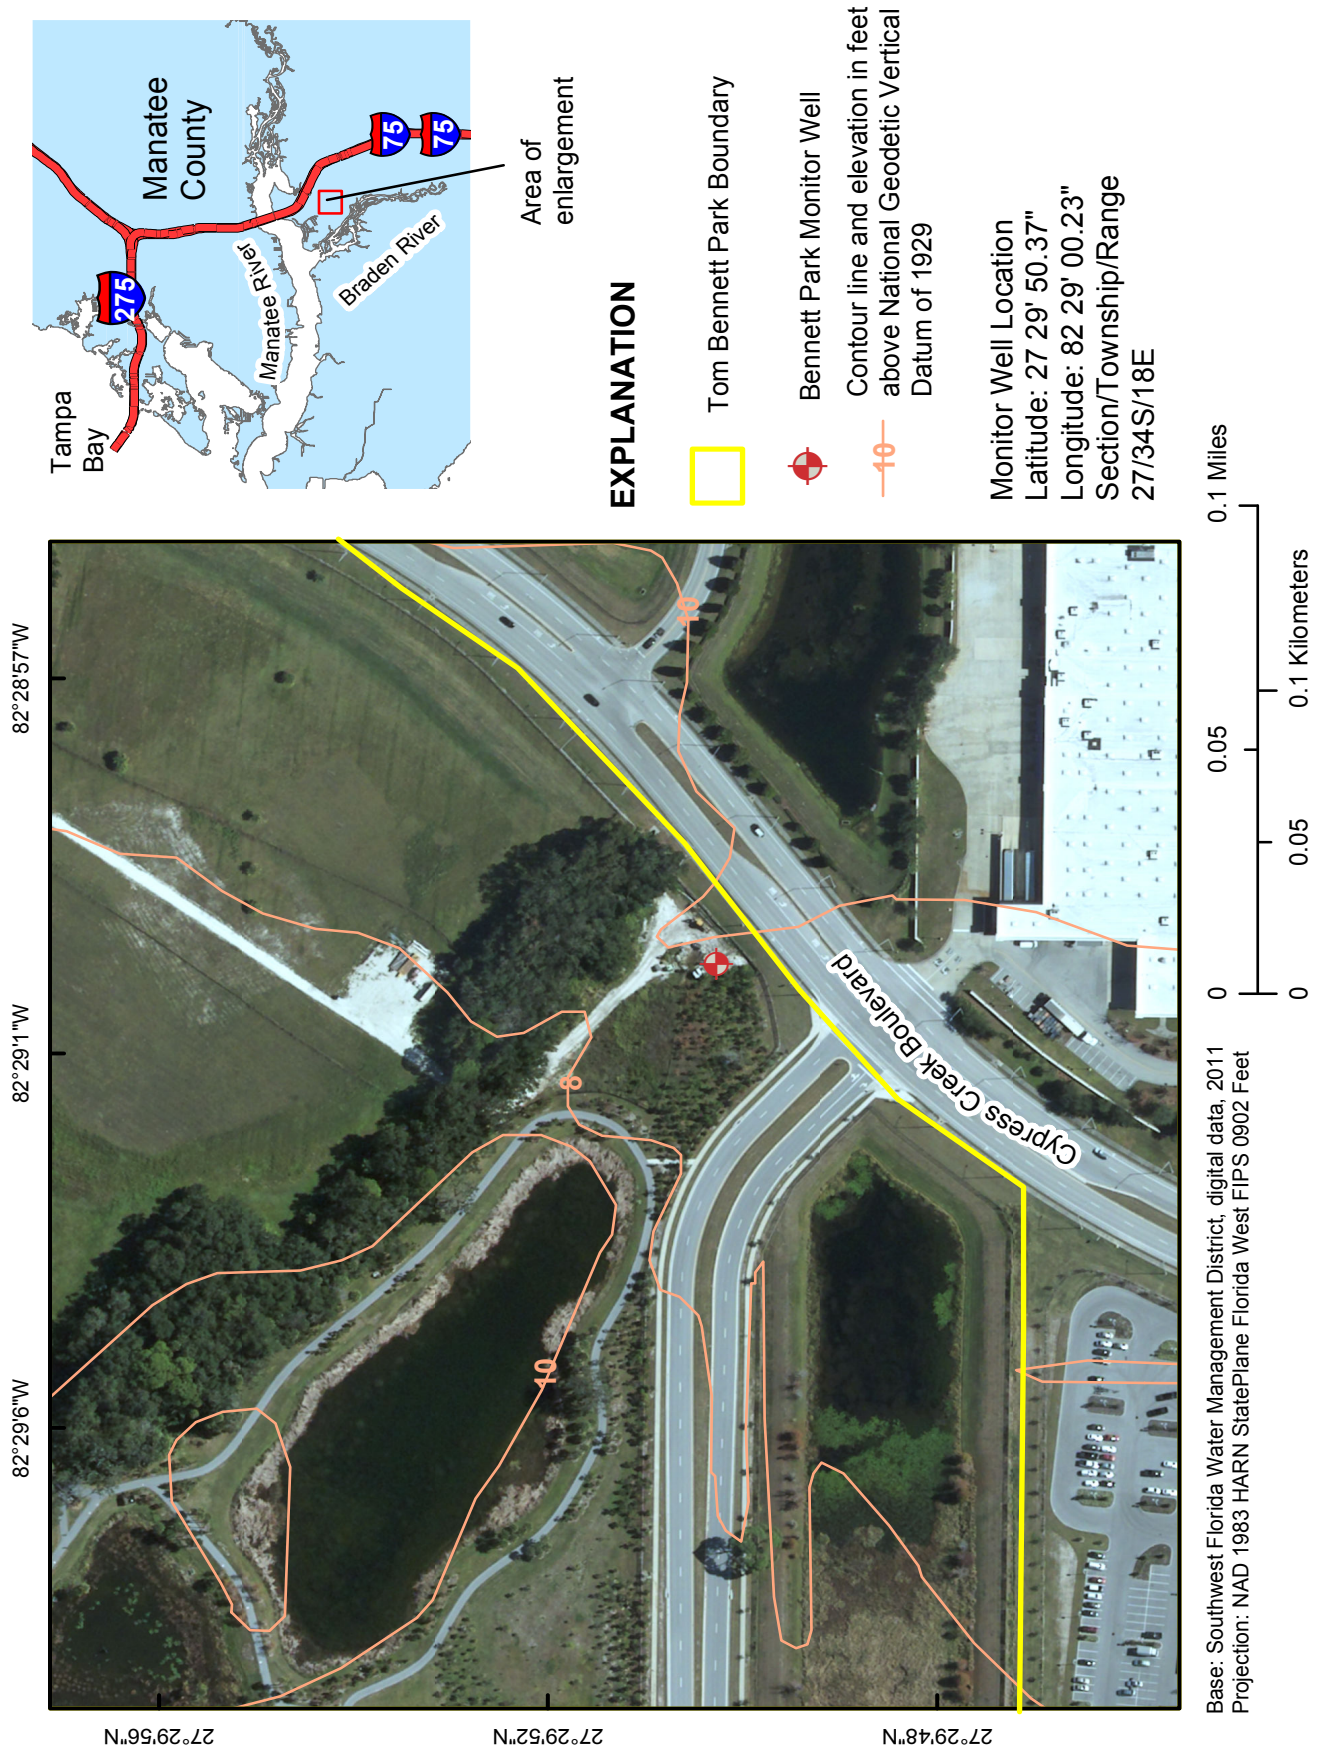 82°29'6"W
82°29'1"W
82°28'57"W
27°29'56"N
27°29'52"N
27°29'48"N
10
8
10
Cypress Creek Boulevard
Tampa
Bay
275
Manatee
County
75
75
Manatee River
Braden River
Area of
enlargement
EXPLANATION
Tom Bennett Park Boundary
Bennett Park Monitor Well
10
Contour line and elevation in feet
above National Geodetic Vertical
Datum of 1929
Monitor Well Location
Latitude: 27 29' 50.37"
Longitude: 82 29' 00.23"
Section/Township/Range
27/34S/18E
0 0.05 0.1 Miles
0 0.05 0.1 Kilometers
Base: Southwest Florida Water Management District, digital data, 2011
Projection: NAD 1983 HARN StatePlane Florida West FIPS 0902 Feet